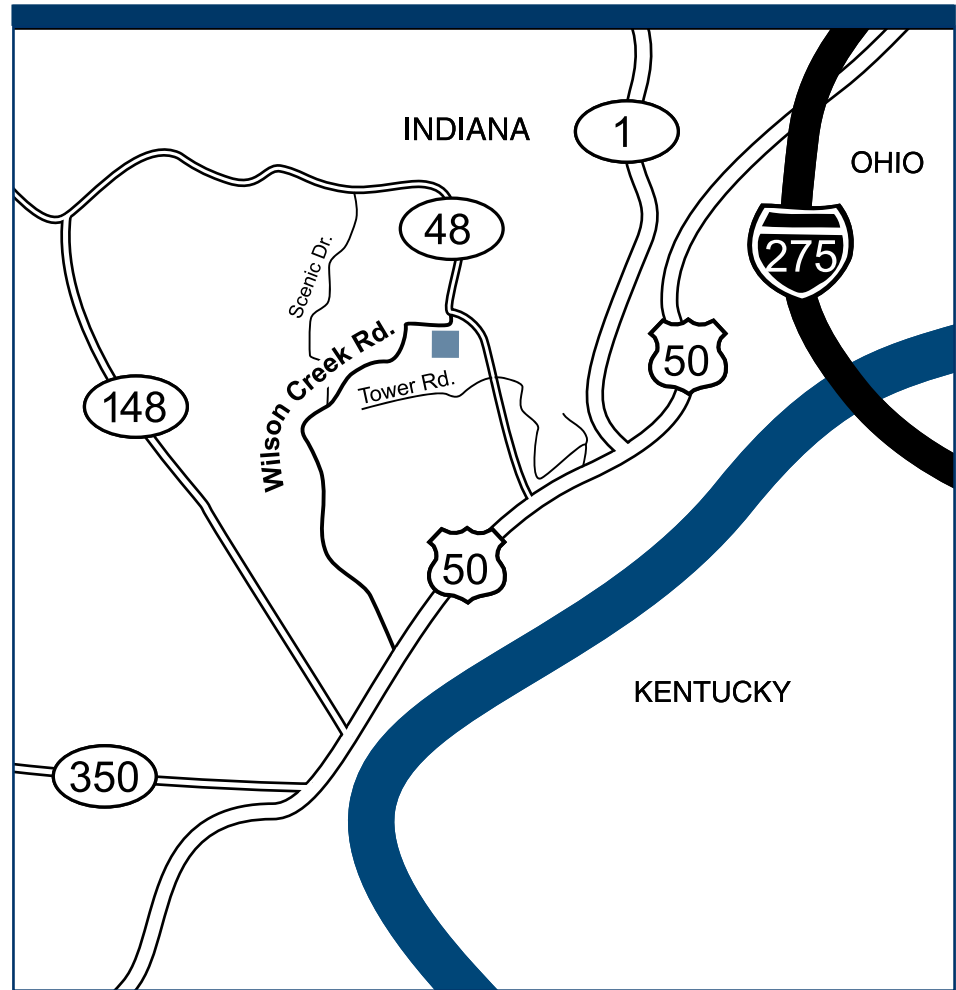 INDIANA
1
OHIO
48
275
Scenic Dr.
Wilson Creek Rd.
50
Tower Rd.
148
50
KENTUCKY
350